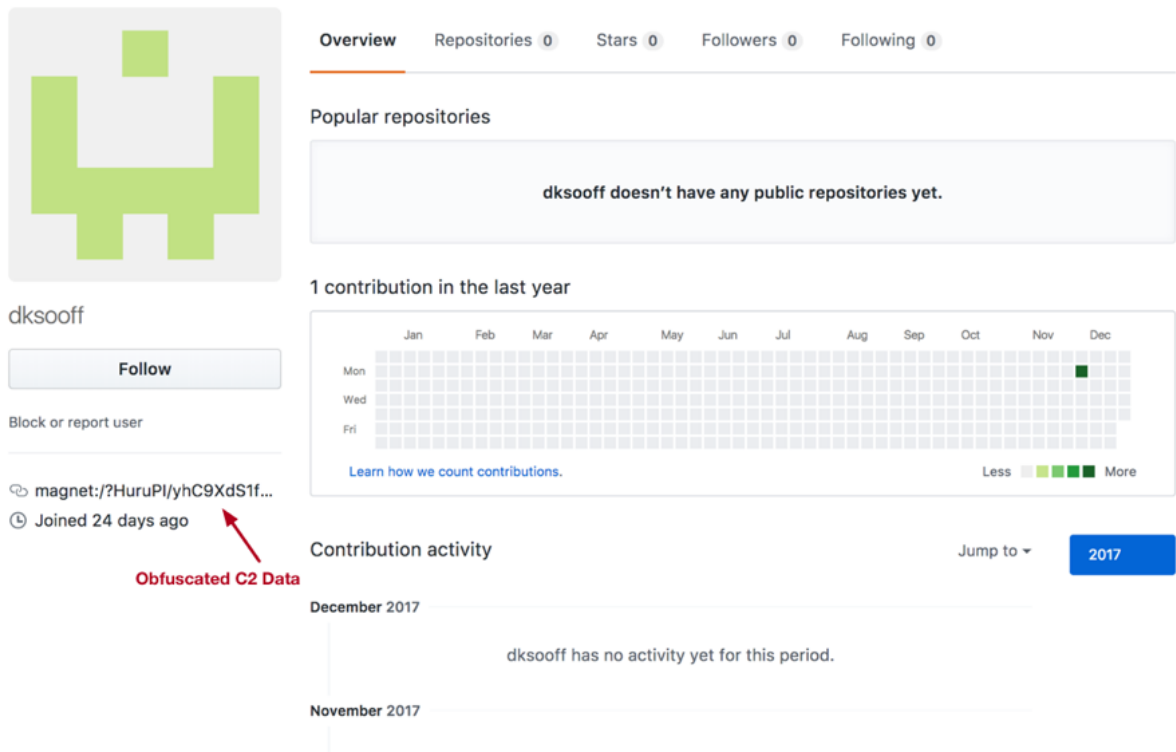 Overview Repositories 0 Stars 0 Followers 0 Following 0
Popular repositories
dksooff doesn't have any public repositories yet.
1 contribution in the last year
Jan Feb Mar Apr May Jun Jul Aug Sep Oct Nov Dec
Mon
Wed
Fri
Learn how we count contributions.
Less More
dksooff
Follow
Block or report user
magnet:/?HuruPI/yhC9XdS1f...
Joined 24 days ago
Obfuscated C2 Data
Contribution activity
Jump to
2017
December 2017
dksooff has no activity yet for this period.
November 2017